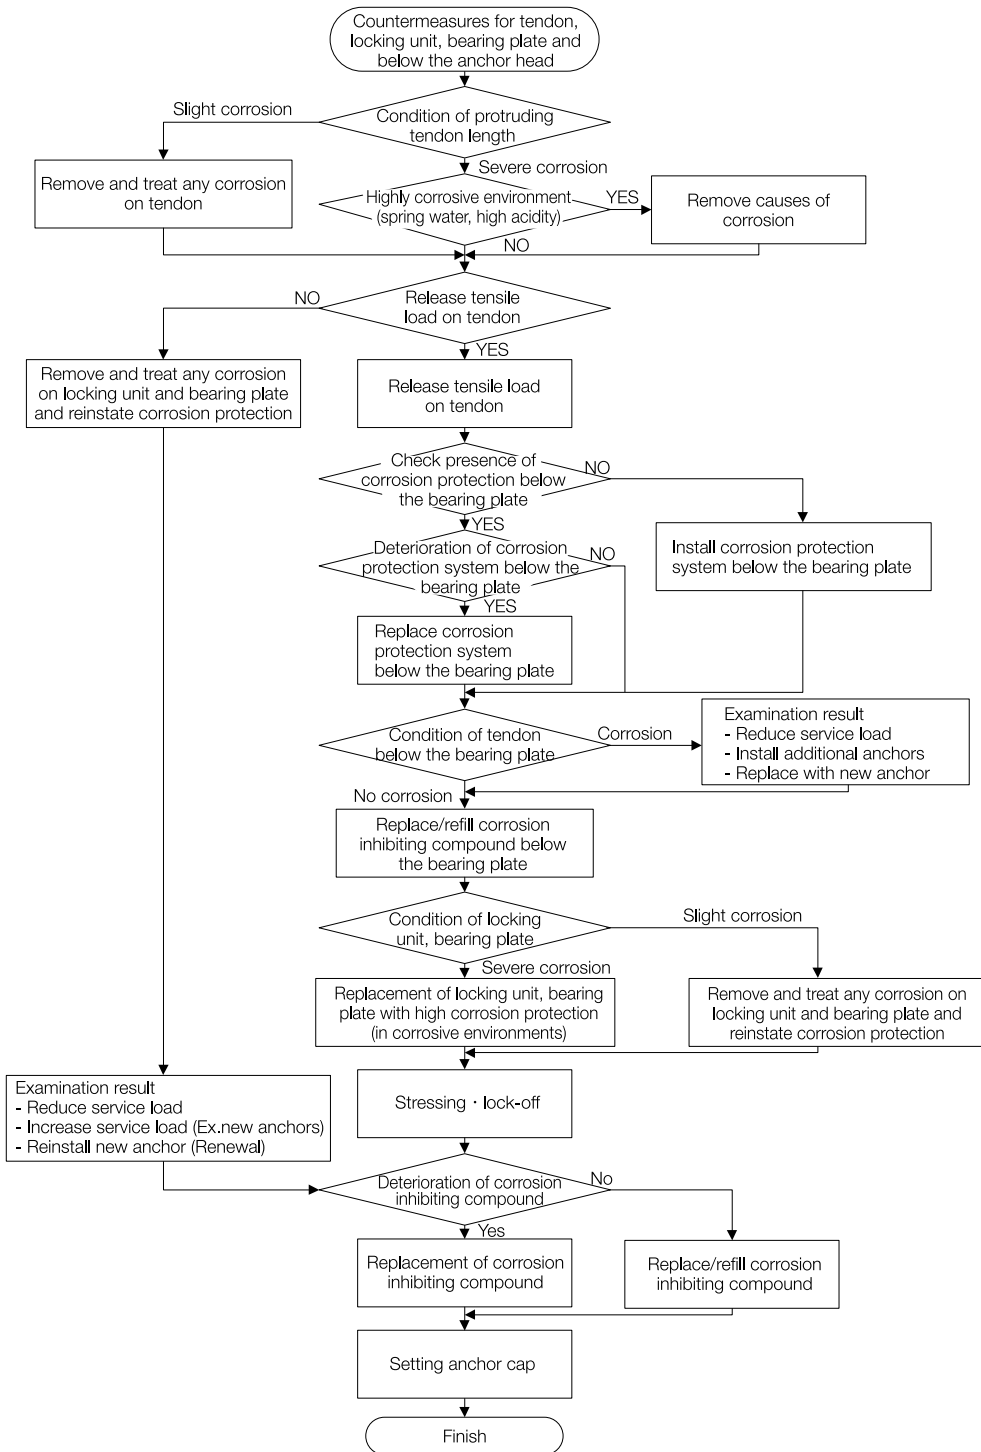 Countermeasures for tendon,
locking unit, bearing plate and
below the anchor head
Slight corrosion
Condition of protruding
tendon length
Severe corrosion
Remove and treat any corrosion
on tendon
Highly corrosive environment
(spring water, high acidity)
YES
Remove causes of
corrosion
NO
NO
Release tensile
load on tendon
YES
Remove and treat any corrosion
on locking unit and bearing plate
and reinstate corrosion protection
Release tensile load
on tendon
Check presence of
corrosion protection below
the bearing plate
NO
YES
Deterioration of corrosion
protection system below the
bearing plate
NO
Install corrosion protection
system below the bearing plate
YES
Replace corrosion
protection system
below the bearing plate
Condition of tendon
below the bearing plate
Corrosion
Examination result
- Reduce service load
- Install additional anchors
- Replace with new anchor
No corrosion
Replace/refill corrosion
inhibiting compound below
the bearing plate
Condition of locking
unit, bearing plate
Slight corrosion
Severe corrosion
Replacement of locking unit, bearing
plate with high corrosion protection
(in corrosive environments)
Remove and treat any corrosion on
locking unit and bearing plate and
reinstate corrosion protection
Examination result
- Reduce service load
- Increase service load (Ex.new anchors)
- Reinstall new anchor (Renewal)
Stressing・lock-off
Deterioration of corrosion
inhibiting compound
No
Yes
Replacement of corrosion
inhibiting compound
Replace/refill corrosion
inhibiting compound
Setting anchor cap
Finish